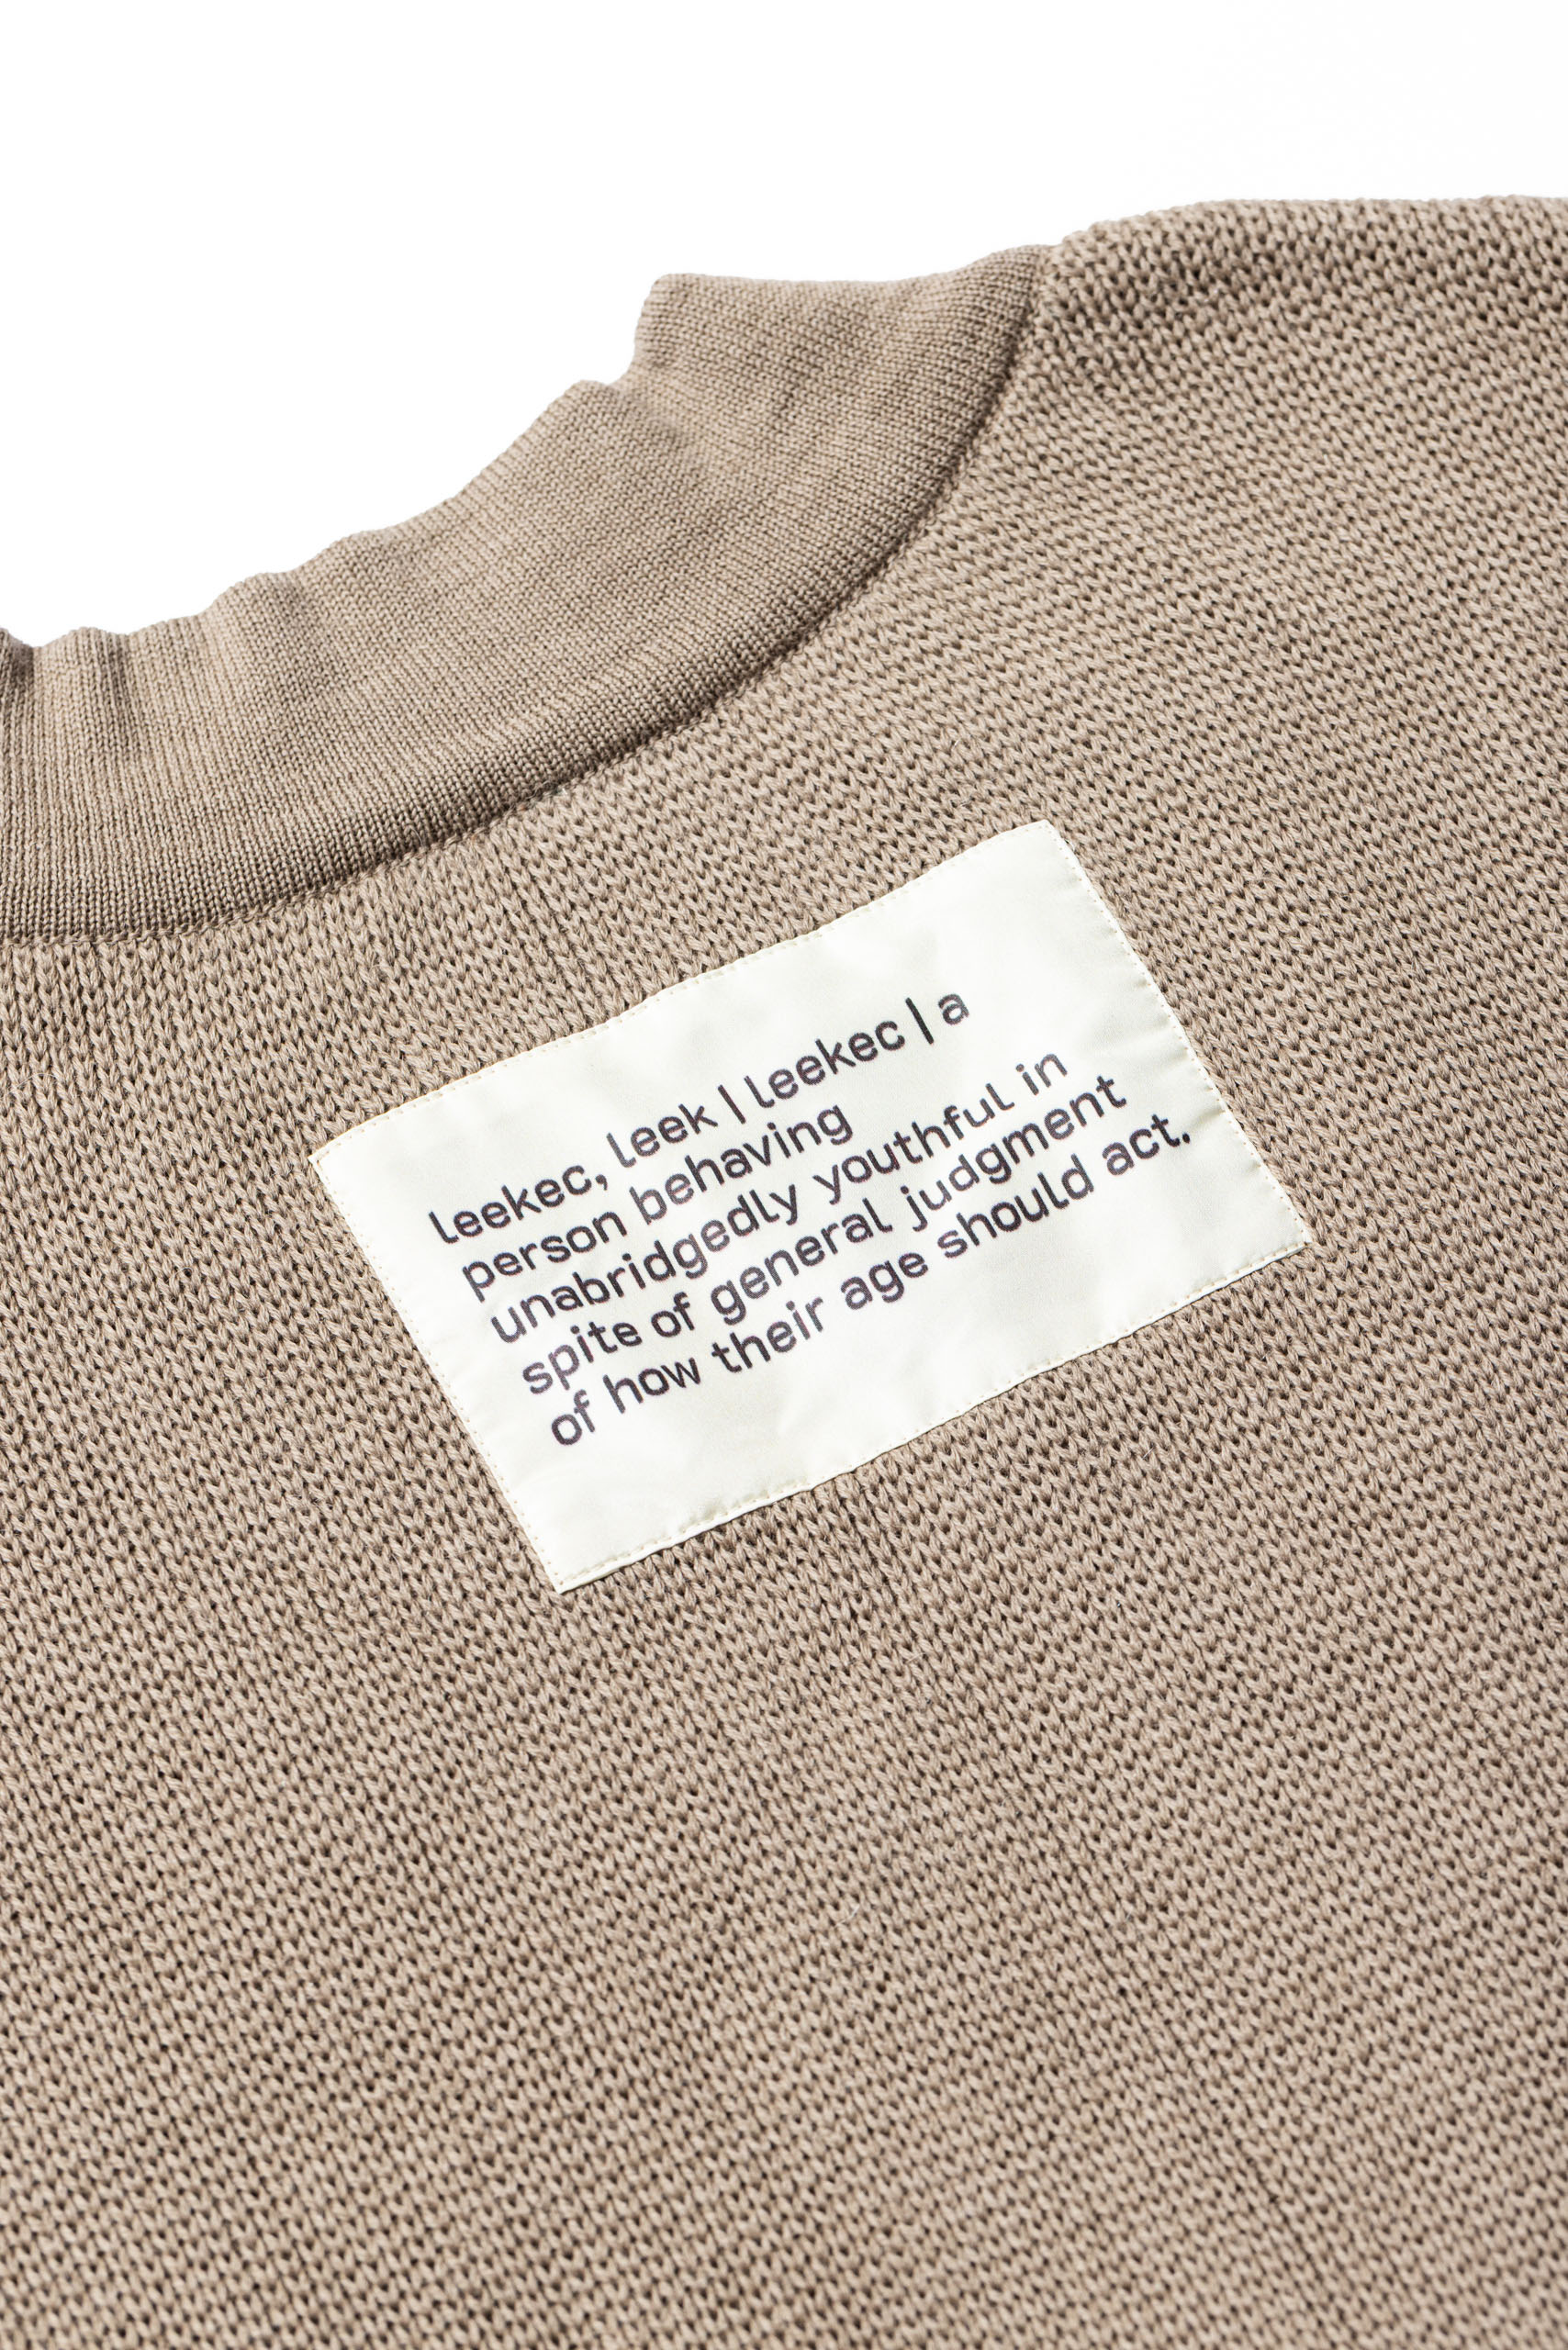 leekec, leek | leekec | a
person behaving
unabridgedly youthful in
spite of general judgment
of how their age should act.